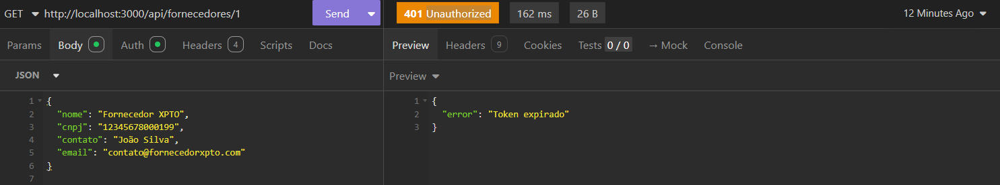 GET http://localhost:3000/api/fornecedores/1 Send 401 Unauthorized 162 ms 26 B 12 Minutes Ago
Params Body Auth Headers 4 Scripts Docs Preview Headers 9 Cookies Tests 0 / 0 → Mock Console
JSON Preview
1 {
2 "nome": "Fornecedor XPTO",
3 "cnpj": "12345678000199",
4 "contato": "João Silva",
5 "email": "contato@fornecedorxpto.com"
6 }
7
1 {
2 "error": "Token expirado"
3 }